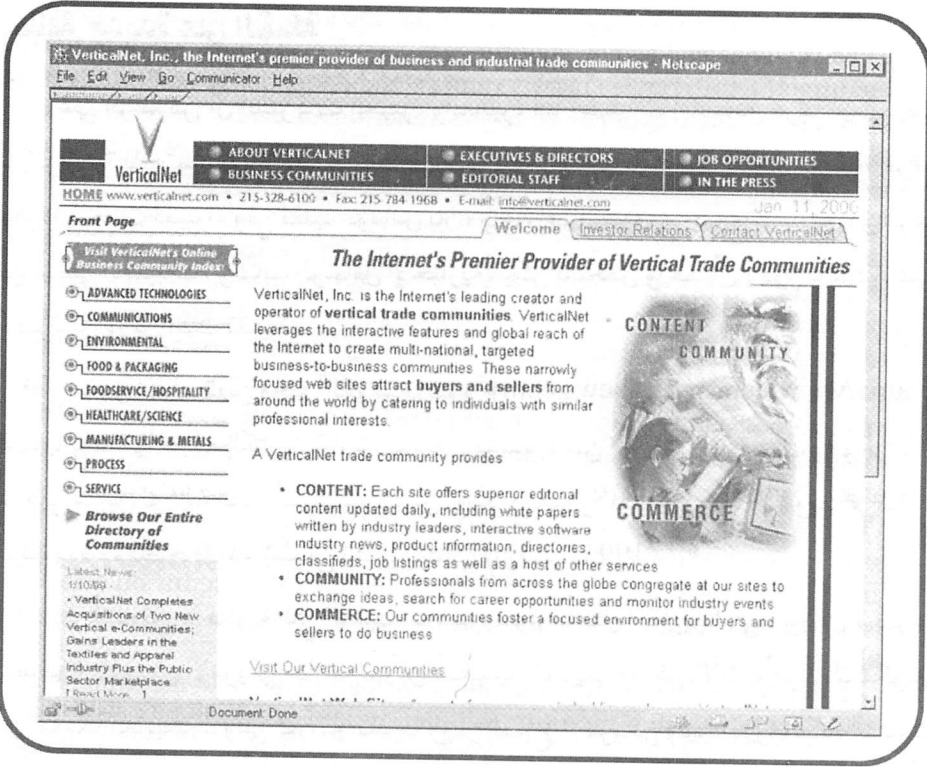 VerticalNet, Inc., the Internet's premier provider of business and industrial trade communities - Netscape
File Edit View Go Communicator Help
VerticalNet
ABOUT VERTICALNET
EXECUTIVES & DIRECTORS
JOB OPPORTUNITIES
BUSINESS COMMUNITIES
EDITORIAL STAFF
IN THE PRESS
HOME www.verticalnet.com • 215-328-6100 • Fax: 215 784 1968 • E-mail: info@verticalnet.com
Jan. 11, 2000
Front Page
Welcome
Investor Relations
Contact VerticalNet
Visit VerticalNet's Online
Business Community Index:
ADVANCED TECHNOLOGIES
COMMUNICATIONS
ENVIRONMENTAL
FOOD & PACKAGING
FOODSERVICE/HOSPITALITY
HEALTHCARE/SCIENCE
MANUFACTURING & METALS
PROCESS
SERVICE
Browse Our Entire
Directory of
Communities
Latest News:
1/10/99 -
• VerticalNet Completes
Acquisitions of Two New
Vertical e-Communities;
Gains Leaders in the
Textiles and Apparel
Industry Plus the Public
Sector Marketplace
[ Read More... ]
The Internet's Premier Provider of Vertical Trade Communities
VerticalNet, Inc. is the Internet's leading creator and
operator of vertical trade communities. VerticalNet
leverages the interactive features and global reach of
the Internet to create multi-national, targeted
business-to-business communities. These narrowly
focused web sites attract buyers and sellers from
around the world by catering to individuals with similar
professional interests.
CONTENT
COMMUNITY
COMMERCE
A VerticalNet trade community provides
• CONTENT: Each site offers superior editorial
content updated daily, including white papers
written by industry leaders, interactive software
industry news, product information, directories,
classifieds, job listings as well as a host of other services
• COMMUNITY: Professionals from across the globe congregate at our sites to
exchange ideas, search for career opportunities and monitor industry events
• COMMERCE: Our communities foster a focused environment for buyers and
sellers to do business
Visit Our Vertical Communities
Document: Done